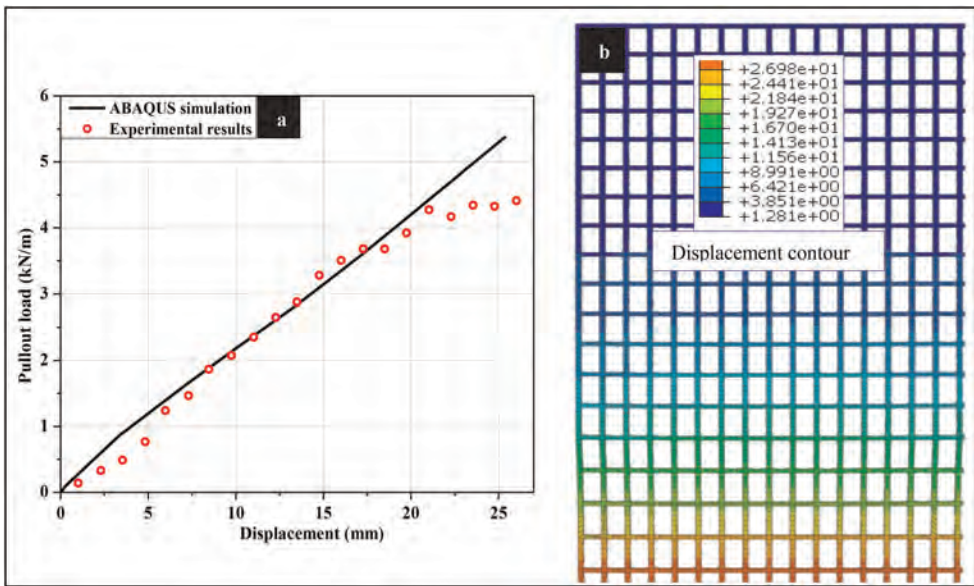 a
ABAQUS simulation
Experimental results
6
5
4
3
2
1
0
0 5 10 15 20 25
Displacement (mm)
Pullout load (kN/m)
b
+2.698e+01
+2.441e+01
+2.184e+01
+1.927e+01
+1.670e+01
+1.413e+01
+1.156e+01
+8.991e+00
+6.421e+00
+3.851e+00
+1.281e+00
Displacement contour